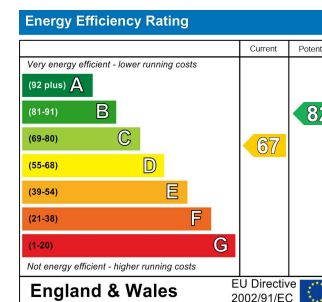 Energy Efficiency Rating
Current
Very energy efficient - lower running costs
(92 plus) A
(81-91) B
(69-80) C
67
(55-68) D
(39-54) E
(21-38) F
(1-20) G
Not energy efficient - higher running costs
England & Wales
EU Directive
2002/91/EC